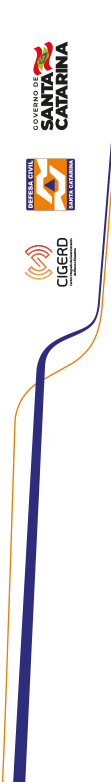 GOVERNO DE
SANTA
CATARINA
DEFESA CIVIL
SANTA CATARINA
CIGERD